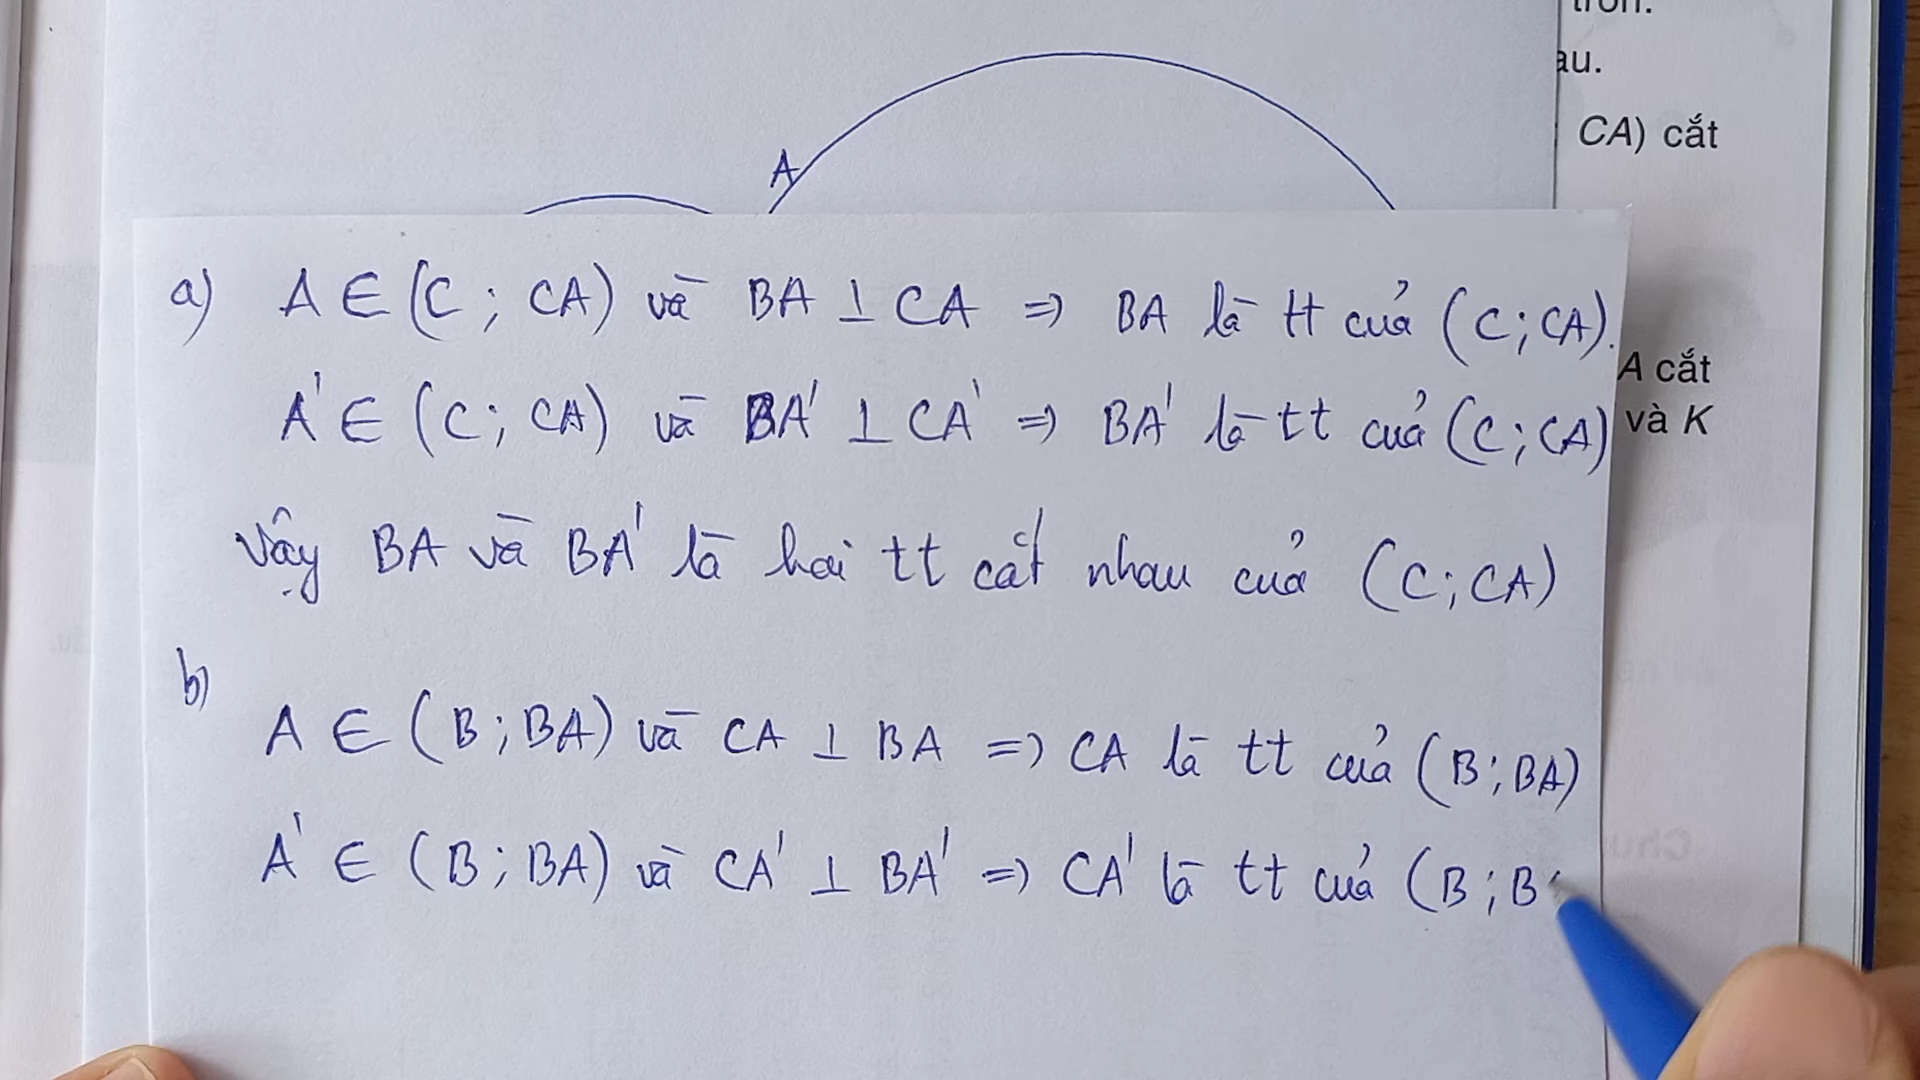 tròn.
au.
CA) cắt
A
a) A ∈ (C ; CA) và BA ⊥ CA => BA là tt của (C ; CA).
A cắt
A' ∈ (C ; CA) và BA' ⊥ CA' => BA' là tt của (C ; CA)
và K
Vậy BA và BA' là hai tt cắt nhau của (C ; CA)
b)
A ∈ (B ; BA) và CA ⊥ BA => CA là tt của (B ; BA)
A' ∈ (B ; BA) và CA' ⊥ BA' => CA' là tt của (B ; B